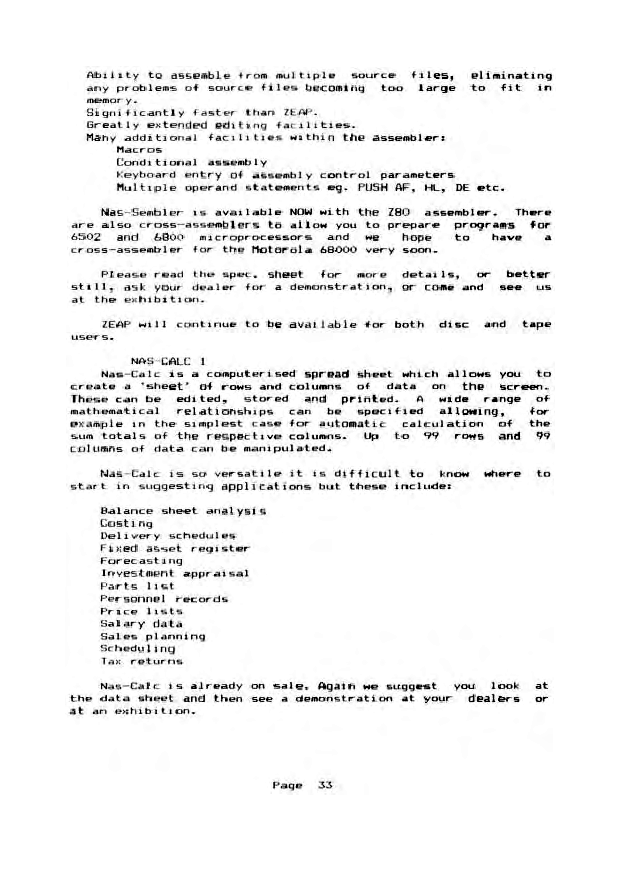 Ability to assemble from multiple source files, eliminating
any problems of source files becoming too large to fit in
memory.
Significantly faster than ZEAP.
Greatly extended editing facilities.
Many additional facilities within the assembler:
Macros
Conditional assembly
Keyboard entry of assembly control parameters
Multiple operand statements eg. PUSH AF, HL, DE etc.
Nas-Sembler is available NOW with the Z80 assembler. There
are also cross-assemblers to allow you to prepare programs for
6502 and 6800 microprocessors and we hope to have a
cross-assembler for the Motorola 68000 very soon.
Please read the spec. sheet for more details, or better
still, ask your dealer for a demonstration, or come and see us
at the exhibition.
ZEAP will continue to be available for both disc and tape
users.
NAS-CALC 1
Nas-Calc is a computerised spread sheet which allows you to
create a 'sheet' of rows and columns of data on the screen.
These can be edited, stored and printed. A wide range of
mathematical relationships can be specified allowing, for
example in the simplest case for automatic calculation of the
sum totals of the respective columns. Up to 99 rows and 99
columns of data can be manipulated.
Nas-Calc is so versatile it is difficult to know where to
start in suggesting applications but these include:
Balance sheet analysis
Costing
Delivery schedules
Fixed asset register
Forecasting
Investment appraisal
Parts list
Personnel records
Price lists
Salary data
Sales planning
Scheduling
Tax returns
Nas-Calc is already on sale. Again we suggest you look at
the data sheet and then see a demonstration at your dealers or
at an exhibition.
Page 33